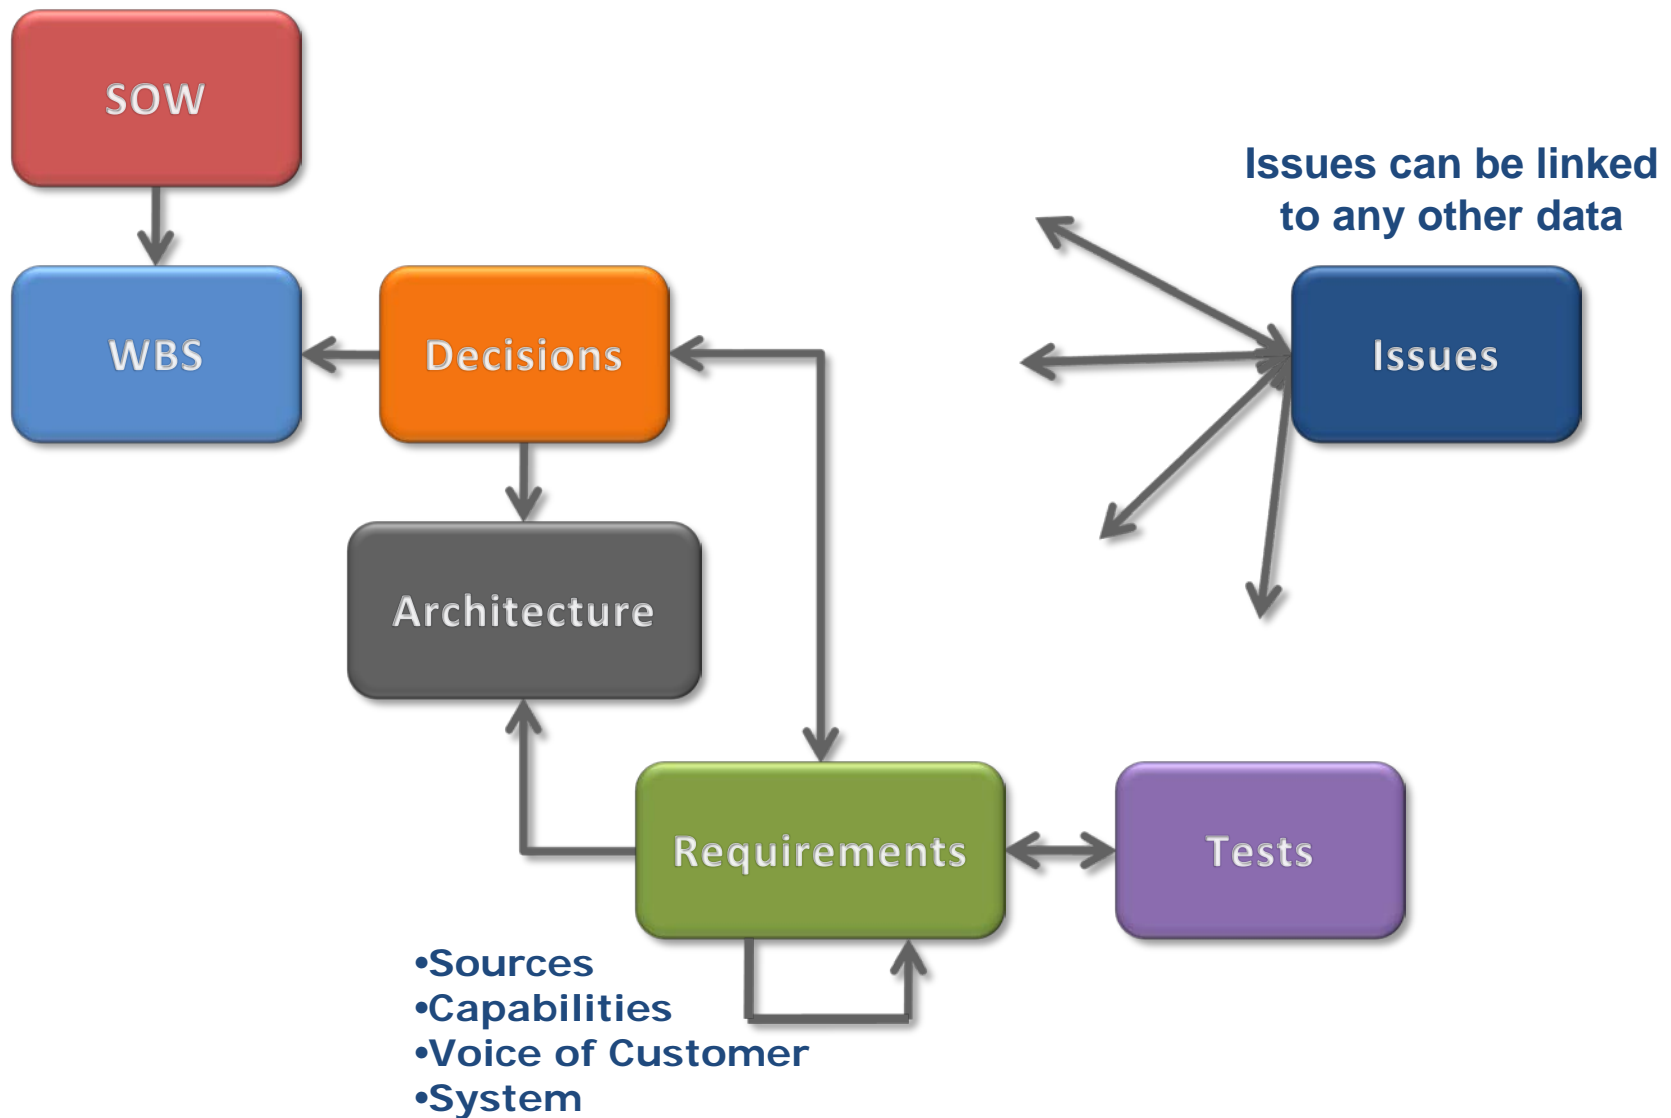 SOW
Issues can be linked
to any other data
WBS
Decisions
Issues
Architecture
Requirements
Tests
•Sources
•Capabilities
•Voice of Customer
•System